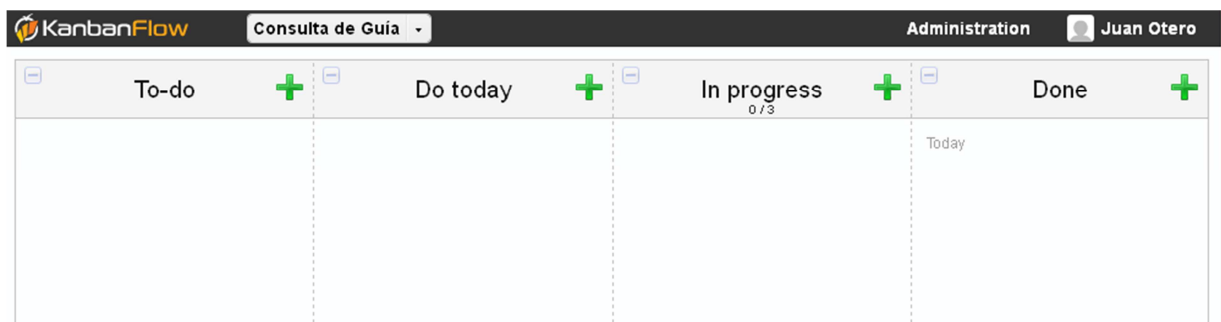 KanbanFlow Consulta de Guía Administration Juan Otero
To-do Do today In progress Done
0 / 3
Today